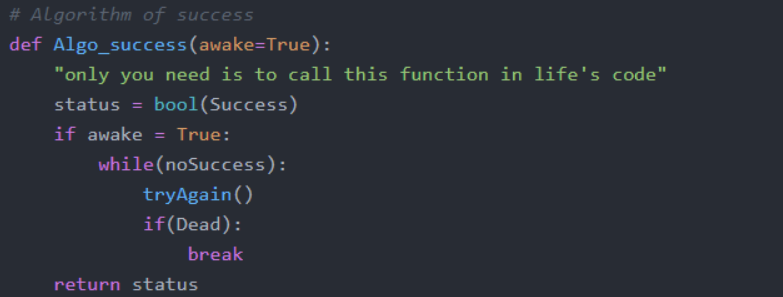 # Algorithm of success
def Algo_success(awake=True):
    "only you need is to call this function in life's code"
    status = bool(Success)
    if awake = True:
        while(noSuccess):
            tryAgain()
            if(Dead):
                break
    return status